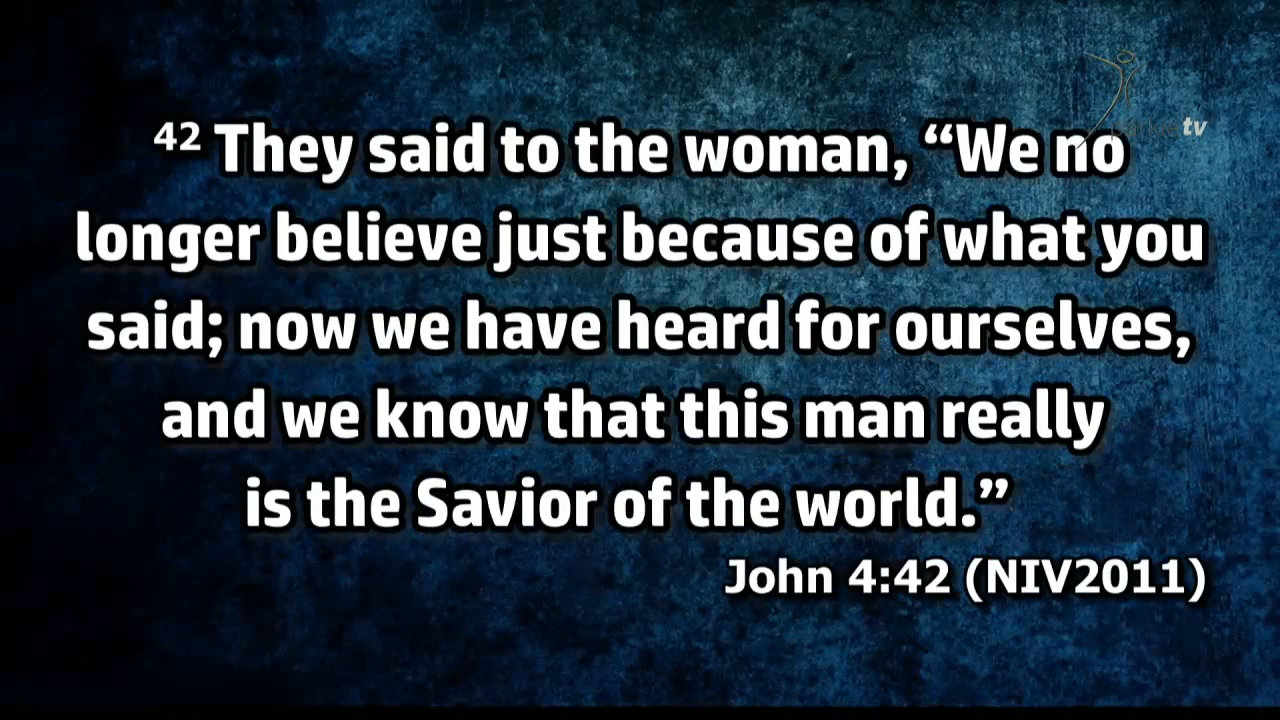 tv
42 They said to the woman, “We no
longer believe just because of what you
said; now we have heard for ourselves,
and we know that this man really
is the Savior of the world.”
John 4:42 (NIV2011)